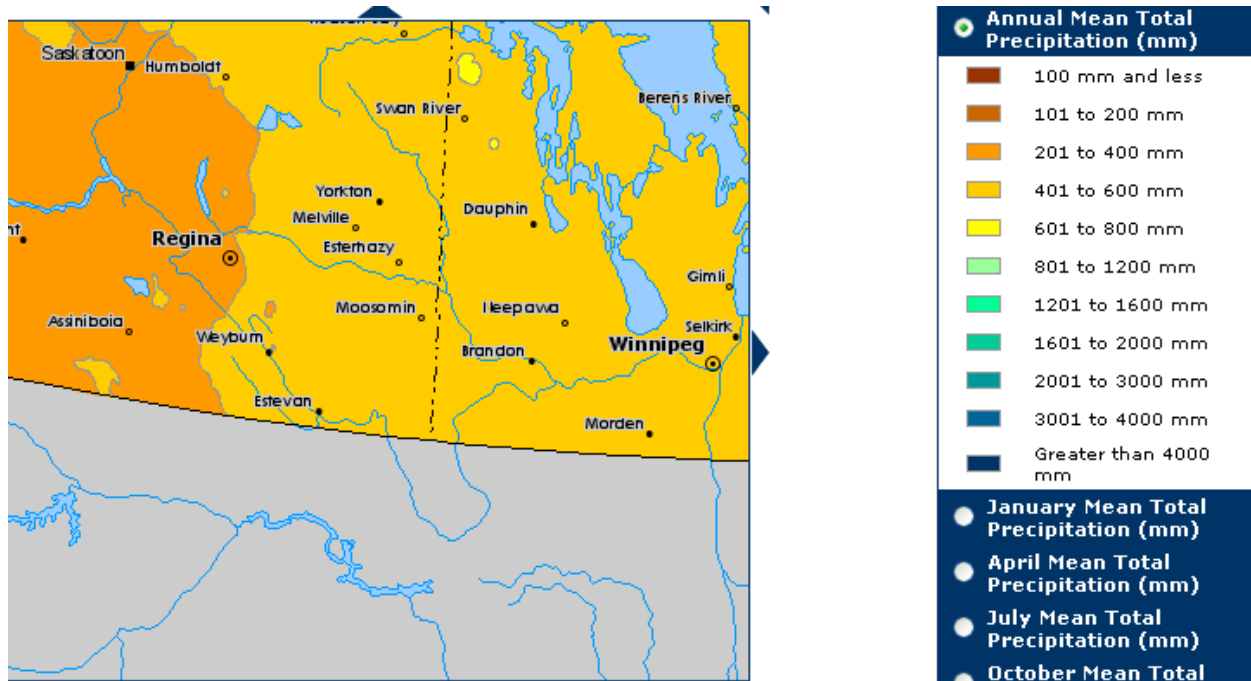 Saskatoon
Humboldt
Swan River
Berens River
Yorkton
Melville
Dauphin
Regina
Esterhazy
Gimli
Moosomin
Neepawa
Assiniboia
Weyburn
Brandon
Winnipeg
Selkirk
Estevan
Morden
Annual Mean Total
Precipitation (mm)
100 mm and less
101 to 200 mm
201 to 400 mm
401 to 600 mm
601 to 800 mm
801 to 1200 mm
1201 to 1600 mm
1601 to 2000 mm
2001 to 3000 mm
3001 to 4000 mm
Greater than 4000
mm
January Mean Total
Precipitation (mm)
April Mean Total
Precipitation (mm)
July Mean Total
Precipitation (mm)
October Mean Total